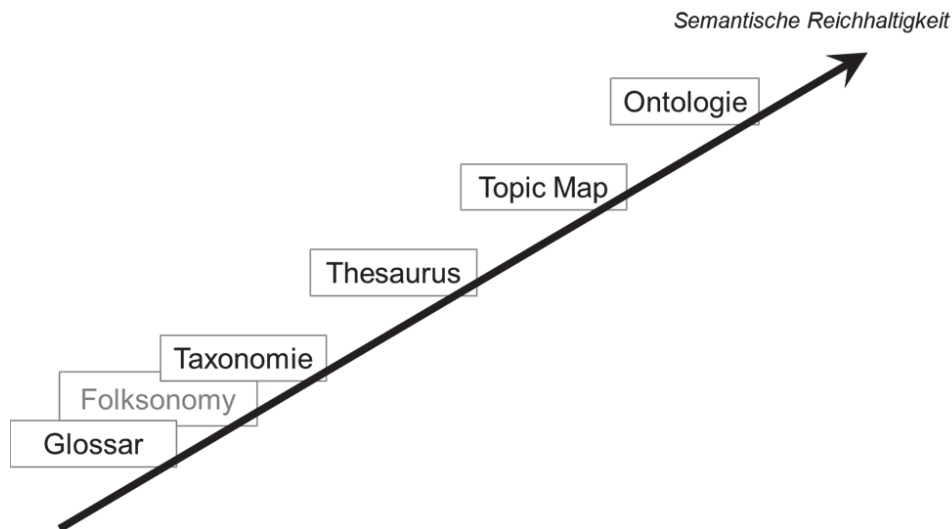 Semantische Reichhaltigkeit
Ontologie
Topic Map
Thesaurus
Taxonomie
Folksonomy
Glossar